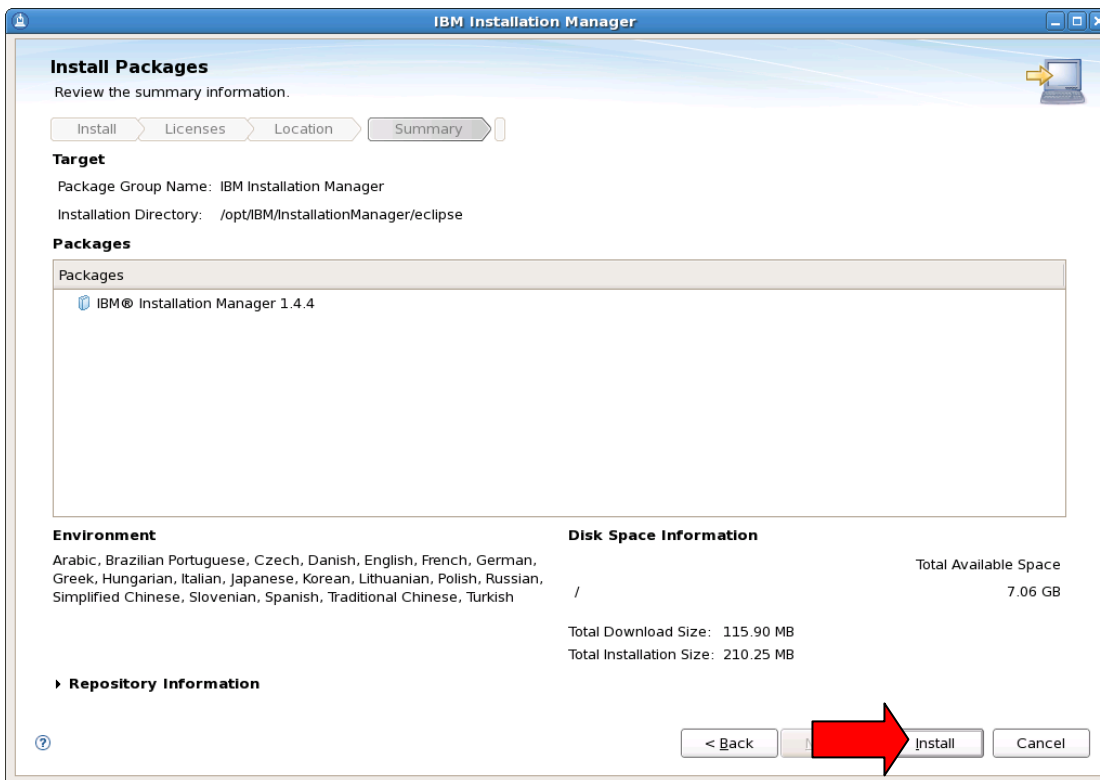 IBM Installation Manager
Install Packages
Review the summary information.
Install Licenses Location Summary
Target
Package Group Name: IBM Installation Manager
Installation Directory: /opt/IBM/InstallationManager/eclipse
Packages
Packages
IBM® Installation Manager 1.4.4
Environment
Arabic, Brazilian Portuguese, Czech, Danish, English, French, German,
Greek, Hungarian, Italian, Japanese, Korean, Lithuanian, Polish, Russian,
Simplified Chinese, Slovenian, Spanish, Traditional Chinese, Turkish
Disk Space Information
Total Available Space
/ 7.06 GB
Total Download Size: 115.90 MB
Total Installation Size: 210.25 MB
Repository Information
? < Back Install Cancel